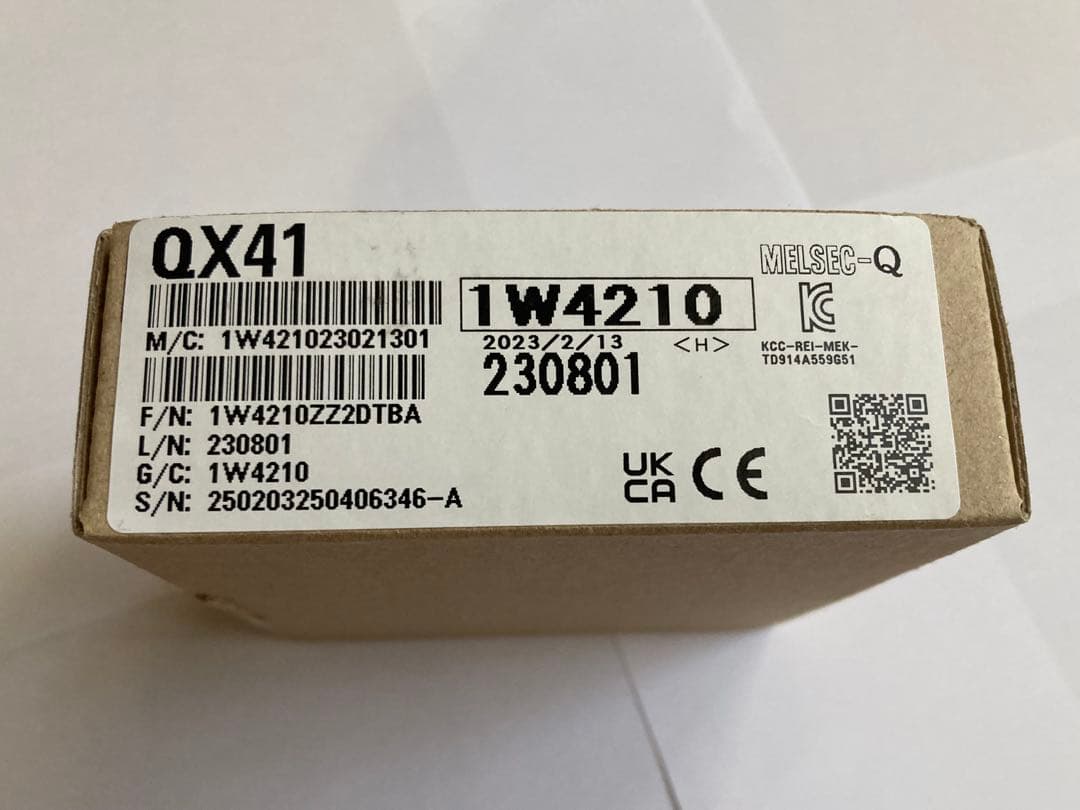 QX41
MELSEC-Q
1W4210
M/C: 1W421023021301
2023/2/13 <H>
KCC-REI-MEK-
TD914A559G51
230801
F/N: 1W4210ZZ2DTBA
L/N: 230801
G/C: 1W4210
S/N: 250203250406346-A
UK
CA
CE